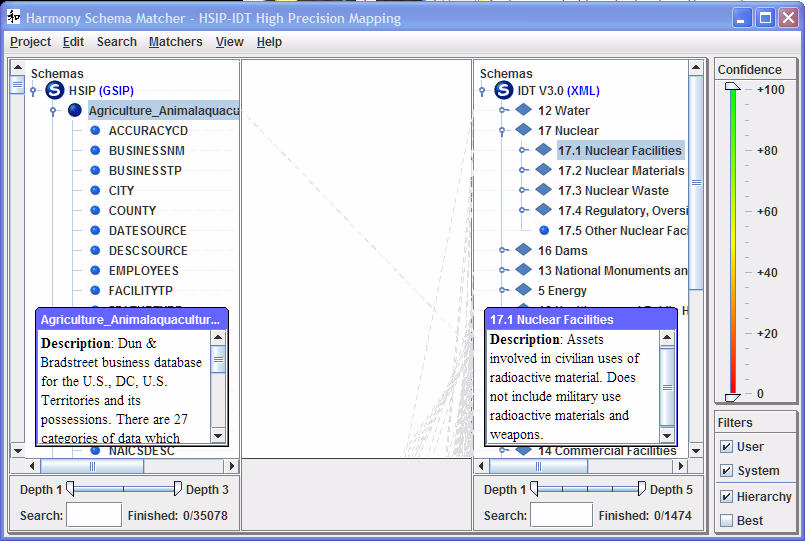 Harmony Schema Matcher - HSIP-IDT High Precision Mapping
Project Edit Search Matchers View Help
Schemas
HSIP (GSIP)
Agriculture_Animalaquacu
ACCURACYCD
BUSINESSNM
BUSINESSTP
CITY
COUNTY
DATESOURCE
DESCSOURCE
EMPLOYEES
FACILITYTP
Agriculture_Animalaquacultur...
Description: Dun &
Bradstreet business database
for the U.S., DC, U.S.
Territories and its
possessions. There are 27
categories of data which
NAICSDESC
Depth 1 Depth 3
Search: Finished: 0/35078
Schemas
IDT V3.0 (XML)
12 Water
17 Nuclear
17.1 Nuclear Facilities
17.2 Nuclear Materials
17.3 Nuclear Waste
17.4 Regulatory, Oversi
17.5 Other Nuclear Faci
16 Dams
13 National Monuments an
5 Energy
17.1 Nuclear Facilities
Description: Assets
involved in civilian uses of
radioactive material. Does
not include military use
radioactive materials and
weapons.
14 Commercial Facilities
Depth 1 Depth 5
Search: Finished: 0/1474
Confidence
+100
+80
+60
+40
+20
0
Filters
User
System
Hierarchy
Best